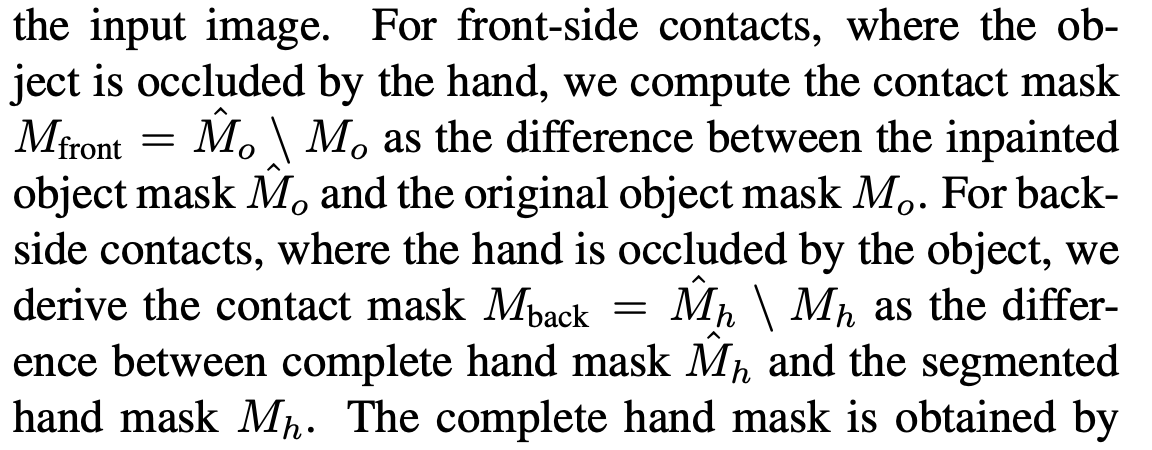 the input image. For front-side contacts, where the ob-
ject is occluded by the hand, we compute the contact mask
M_front = M̂_o \ M_o as the difference between the inpainted
object mask M̂_o and the original object mask M_o. For back-
side contacts, where the hand is occluded by the object, we
derive the contact mask M_back = M̂_h \ M_h as the differ-
ence between complete hand mask M̂_h and the segmented
hand mask M_h. The complete hand mask is obtained by